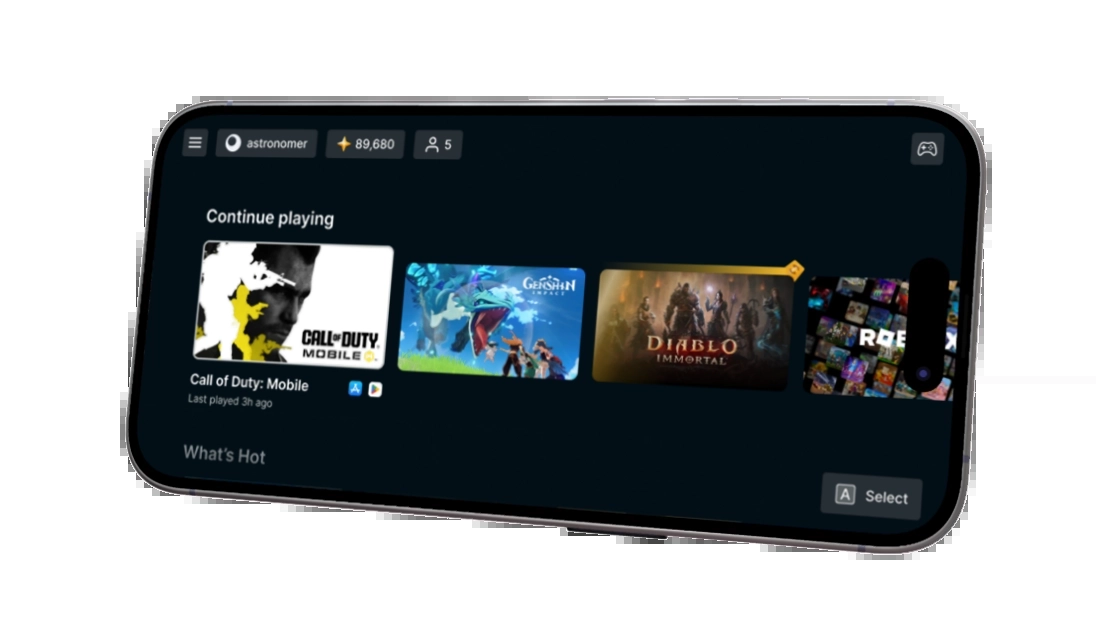 astronomer
89,680
5
Continue playing
CALL OF DUTY
MOBILE
GENSHIN
IMPACT
DIABLO
IMMORTAL
Call of Duty: Mobile
Last played 3h ago
What's Hot
A Select